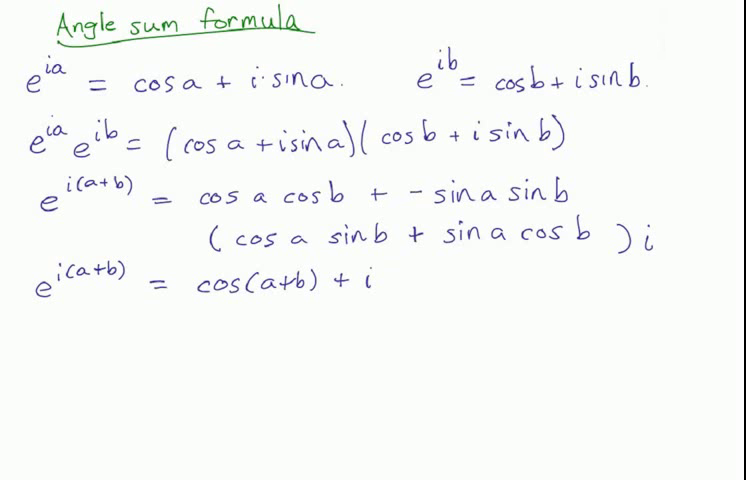 Angle sum formula
e^{ia} = cos a + i·sin a. e^{ib} = cos b + i sin b.
e^{ia} e^{ib} = (cos a + i sin a)(cos b + i sin b)
e^{i(a+b)} = cos a cos b + - sin a sin b
(cos a sin b + sin a cos b) i
e^{i(a+b)} = cos(a+b) + i